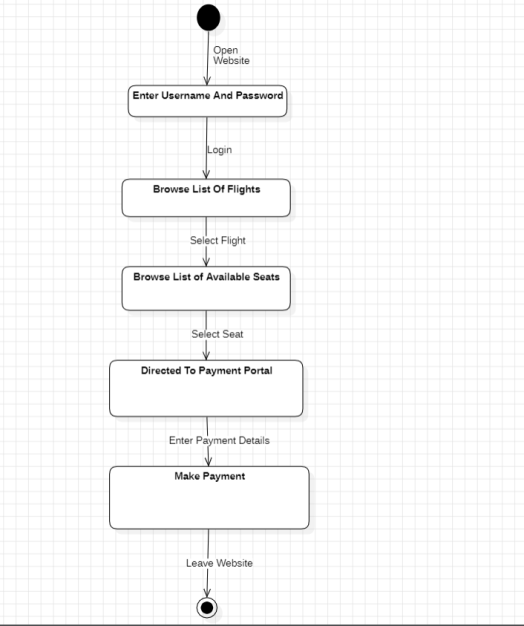 Open
Website
Enter Username And Password
Login
Browse List Of Flights
Select Flight
Browse List of Available Seats
Select Seat
Directed To Payment Portal
Enter Payment Details
Make Payment
Leave Website